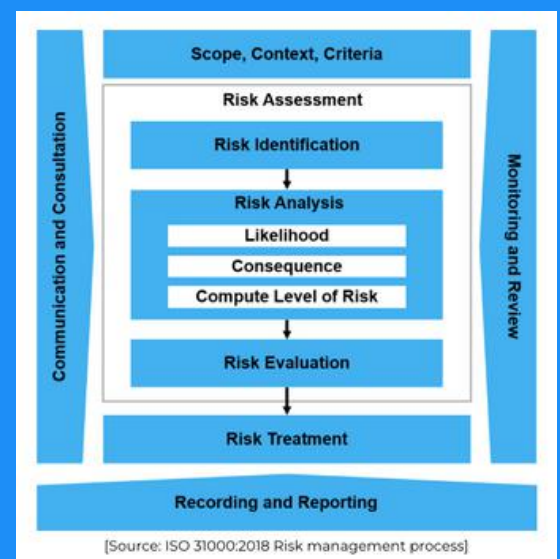 Scope, Context, Criteria
Communication and Consultation
Risk Assessment
Risk Identification
Risk Analysis
Likelihood
Consequence
Compute Level of Risk
Risk Evaluation
Risk Treatment
Monitoring and Review
Recording and Reporting
[Source: ISO 31000:2018 Risk management process]